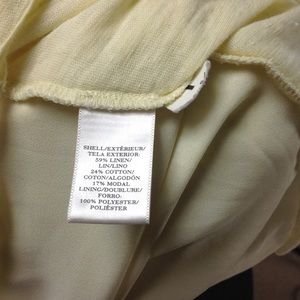 SHELL/EXTÉRIEUR/
TELA EXTERIOR:
59% LINEN/
LIN/LINO
24% COTTON/
COTON/ALGODÓN
17% MODAL
LINING/DOUBLURE/
FORRO:
100% POLYESTER/
POLIÉSTER